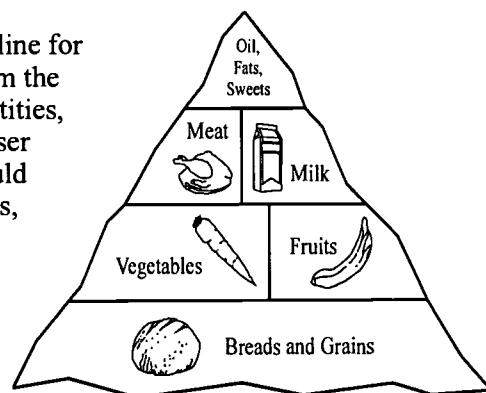 line for
m the
tities,
ser
uld
s,
Oil,
Fats,
Sweets
Meat
Milk
Vegetables
Fruits
Breads and Grains